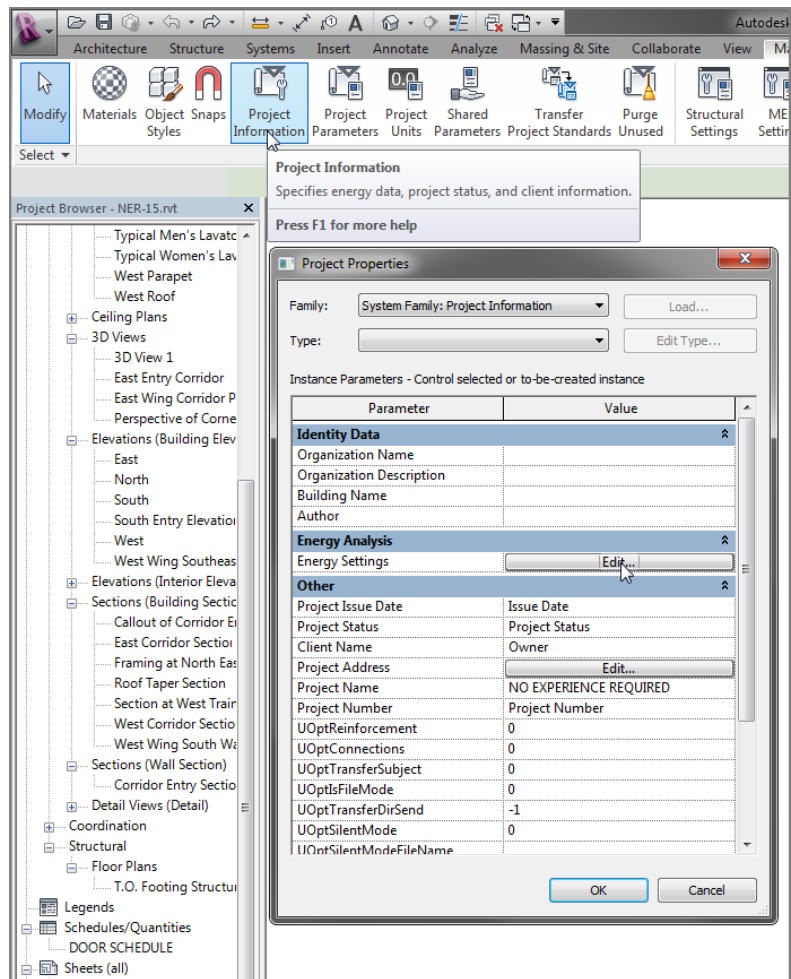 Autodesk
Architecture Structure Systems Insert Annotate Analyze Massing & Site Collaborate View Ma
Modify Materials Object Styles Snaps Project Information Project Parameters Project Units Shared Parameters Transfer Project Standards Purge Unused Structural Settings ME Settin
Select
Project Information
Specifies energy data, project status, and client information.
Press F1 for more help
Project Browser - NER-15.rvt
Typical Men's Lavatc
Typical Women's Lav
West Parapet
West Roof
Ceiling Plans
3D Views
3D View 1
East Entry Corridor
East Wing Corridor P
Perspective of Corne
Elevations (Building Elev
East
North
South
South Entry Elevation
West
West Wing Southeas
Elevations (Interior Eleva
Sections (Building Sectic
Callout of Corridor E
East Corridor Section
Framing at North Eas
Roof Taper Section
Section at West Train
West Corridor Sectio
West Wing South Wa
Sections (Wall Section)
Corridor Entry Sectio
Detail Views (Detail)
Coordination
Structural
Floor Plans
T.O. Footing Structu
Legends
Schedules/Quantities
DOOR SCHEDULE
Sheets (all)
Project Properties
Family: System Family: Project Information Load...
Type: Edit Type...
Instance Parameters - Control selected or to-be-created instance
Parameter Value
Identity Data
Organization Name
Organization Description
Building Name
Author
Energy Analysis
Energy Settings Edit...
Other
Project Issue Date Issue Date
Project Status Project Status
Client Name Owner
Project Address Edit...
Project Name NO EXPERIENCE REQUIRED
Project Number Project Number
UOptReinforcement 0
UOptConnections 0
UOptTransferSubject 0
UOptIsFileMode 0
UOptTransferDirSend -1
UOptSilentMode 0
UOptSilentModeFileName
OK Cancel